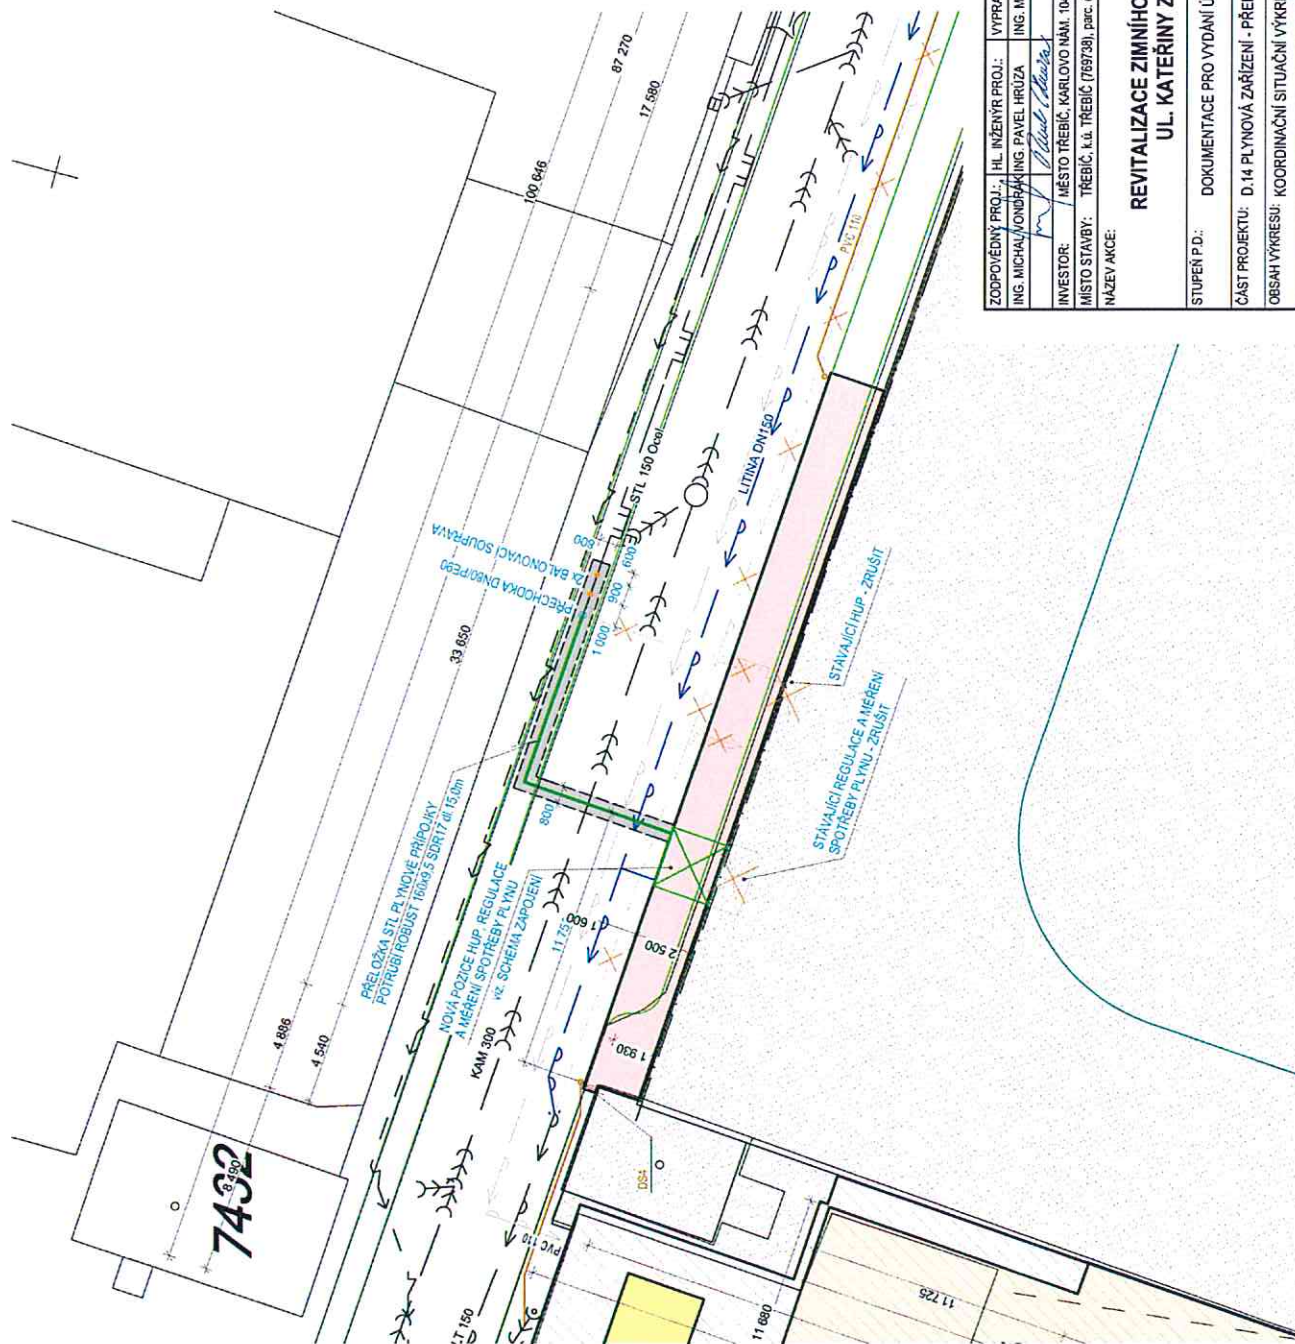 87 270
17 580
100 646
33 650
4 886
4 540
7432
8 490
PŘELOŽKA STL PLYNOVÉ PŘÍPOJKY
POTRUBÍ ROBUST 160x9,5 SDR17 dl.15,0m
NOVÁ POZICE HUP, REGULACE
A MĚŘENÍ SPOTŘEBY PLYNU
viz. SCHÉMA ZAPOJENÍ
PŘECHODKA DN80/PE90
2x BALONOVACÍ SOUPRAVA
800
600
900
1 000
800
STL 150 Ocel
LITINA DN150
PVC 110
STÁVAJÍCÍ HUP - ZRUŠIT
STÁVAJÍCÍ REGULACE A MĚŘENÍ
SPOTŘEBY PLYNU - ZRUŠIT
KAM 300
1 600
2 500
1 930
DS4
PVC 110
LT 150
11 680
11 725
ZODPOVĚDNÝ PROJ.:
HL. INŽENÝR PROJ.:
ING. MICHAL VONDRÁK
ING. PAVEL HRŮZA
INVESTOR:
MĚSTO TŘEBÍČ, KARLOVO NÁM.
MÍSTO STAVBY:
TŘEBÍČ, k.ú. TŘEBÍČ (769738), parc.
NÁZEV AKCE:
REVITALIZACE ZIMNÍHO
UL. KATEŘINY
STUPEŇ P.D.:
DOKUMENTACE PRO VYDÁNÍ
ČÁST PROJEKTU:
D.14 PLYNOVÁ ZAŘÍZENÍ -
OBSAH VÝKRESU:
KOORDINAČNÍ SITUAČNÍ